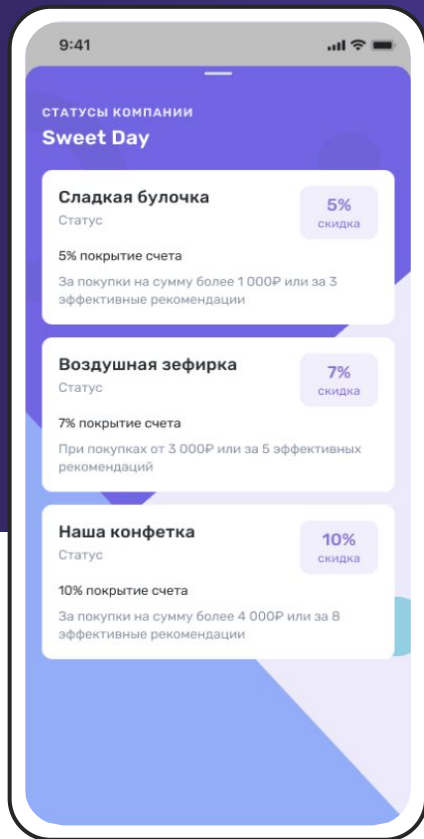 9:41
СТАТУСЫ КОМПАНИИ
Sweet Day
Сладкая булочка
Статус
5%
скидка
5% покрытие счета
За покупки на сумму более 1 000₽ или за 3
эффективные рекомендации
Воздушная зефирка
Статус
7%
скидка
7% покрытие счета
При покупках от 3 000₽ или за 5 эффективных
рекомендаций
Наша конфетка
Статус
10%
скидка
10% покрытие счета
За покупки на сумму более 4 000₽ или за 8
эффективные рекомендации